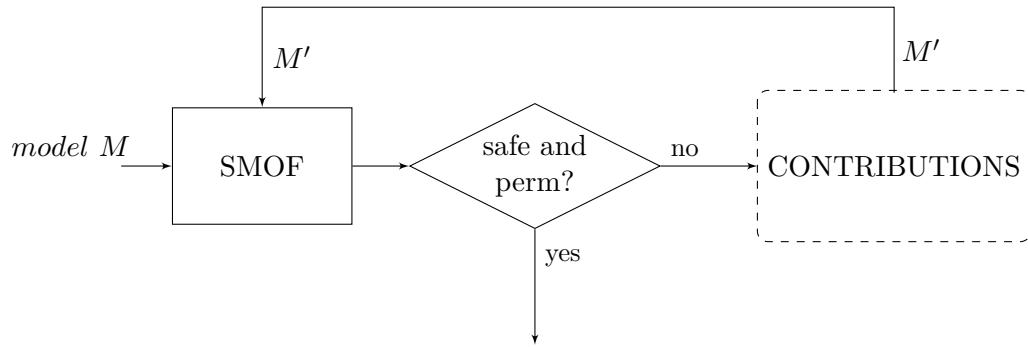 M′
M′
model M
SMOF
safe and
perm?
no
CONTRIBUTIONS
yes